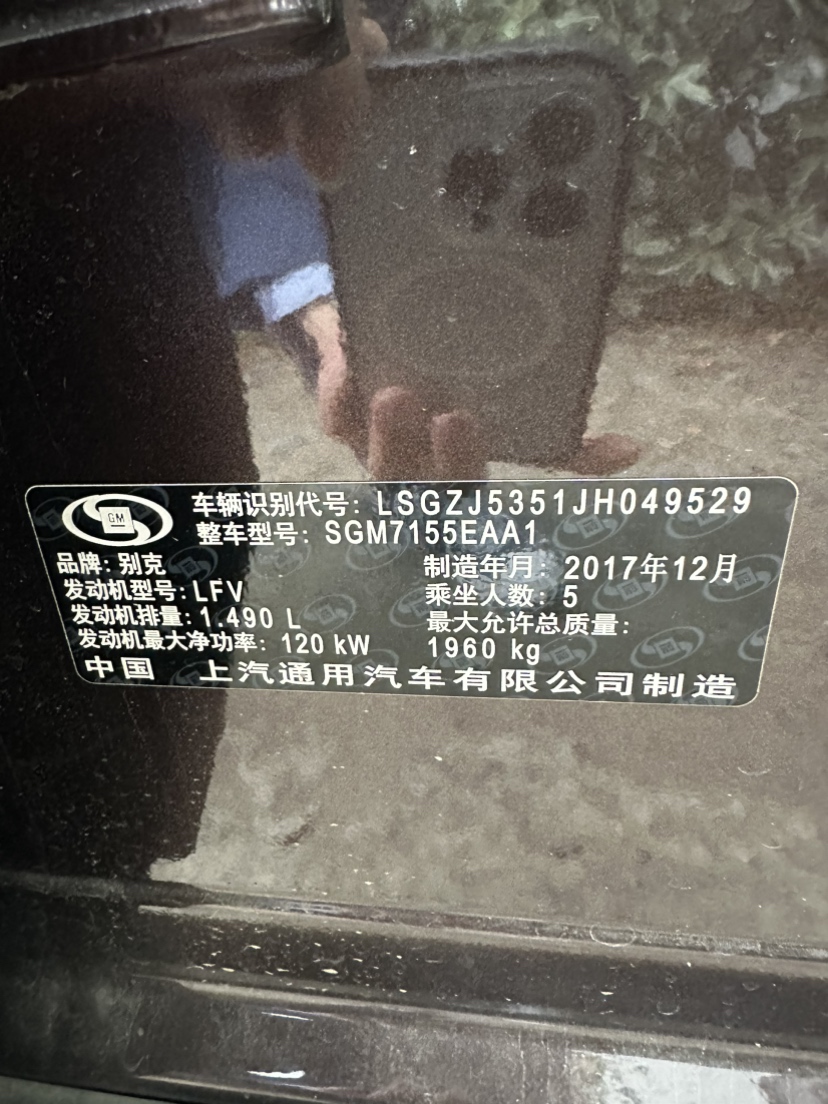 GM
车辆识别代号: LSGZJ5351JH049529
整车型号: SGM7155EAA1
品牌: 别克 制造年月: 2017年12月
发动机型号: LFV 乘坐人数: 5
发动机排量: 1.490 L 最大允许总质量:
发动机最大净功率: 120 kW 1960 kg
中国 上汽通用汽车有限公司制造